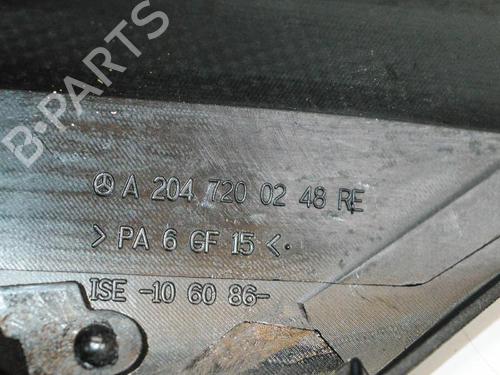 B-PARTS
A 204 720 02 48 RE
>PA 6 GF 15<
ISE -10 60 86-